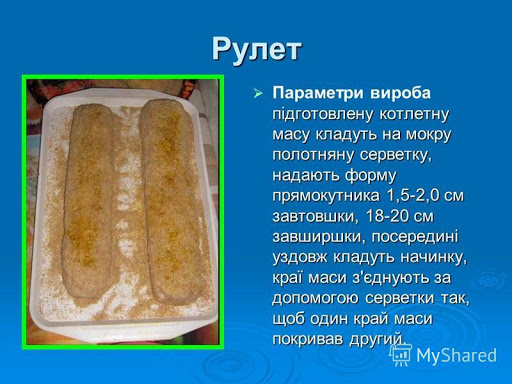 Рулет
Параметри вироба
підготовлену котлетну
масу кладуть на мокру
полотняну серветку,
надають форму
прямокутника 1,5-2,0 см
завтовшки, 18-20 см
завширшки, посередині
уздовж кладуть начинку,
краї маси з'єднують за
допомогою серветки так,
щоб один край маси
покривав другий.
MyShared